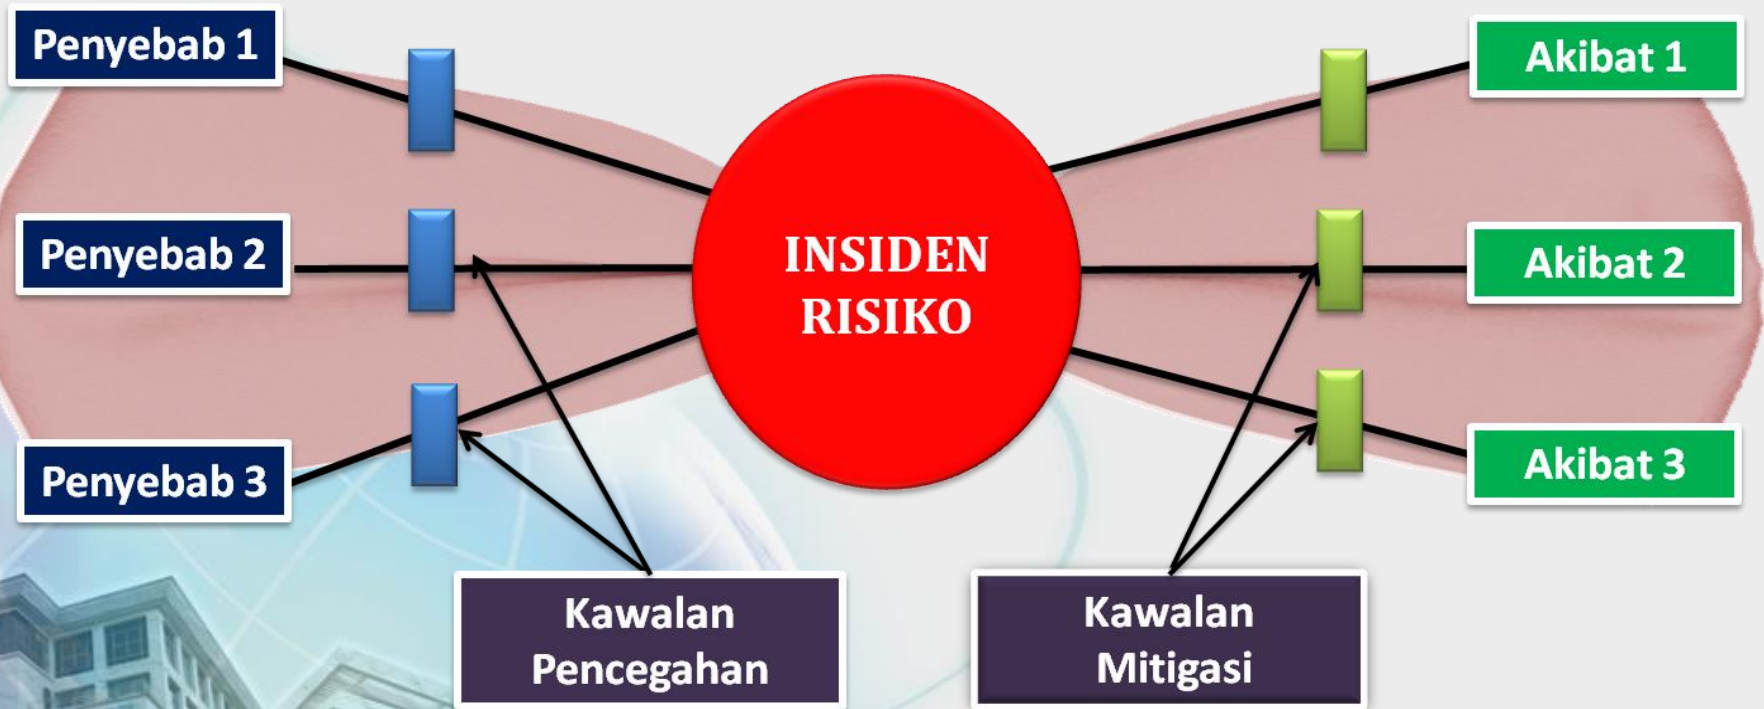 Penyebab 1
Akibat 1
Penyebab 2
INSIDEN
RISIKO
Akibat 2
Penyebab 3
Akibat 3
Kawalan
Pencegahan
Kawalan
Mitigasi